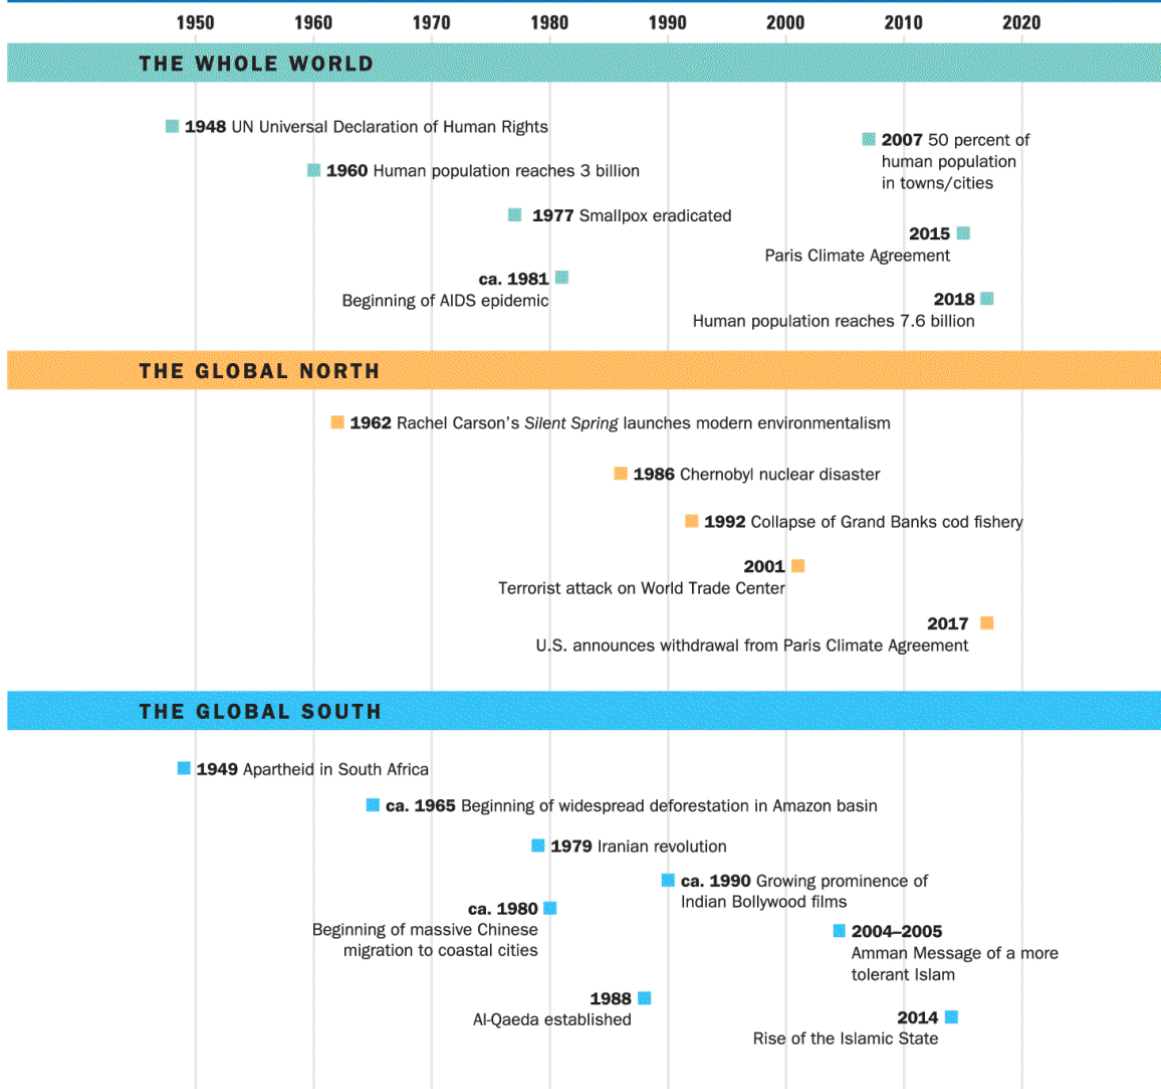 1950 1960 1970 1980 1990 2000 2010 2020
THE WHOLE WORLD
1948 UN Universal Declaration of Human Rights
2007 50 percent of
human population
in towns/cities
1960 Human population reaches 3 billion
1977 Smallpox eradicated
2015
Paris Climate Agreement
ca. 1981
Beginning of AIDS epidemic
2018
Human population reaches 7.6 billion
THE GLOBAL NORTH
1962 Rachel Carson's Silent Spring launches modern environmentalism
1986 Chernobyl nuclear disaster
1992 Collapse of Grand Banks cod fishery
2001
Terrorist attack on World Trade Center
2017
U.S. announces withdrawal from Paris Climate Agreement
THE GLOBAL SOUTH
1949 Apartheid in South Africa
ca. 1965 Beginning of widespread deforestation in Amazon basin
1979 Iranian revolution
ca. 1990 Growing prominence of
Indian Bollywood films
ca. 1980
Beginning of massive Chinese
migration to coastal cities
2004–2005
Amman Message of a more
tolerant Islam
1988
Al-Qaeda established
2014
Rise of the Islamic State